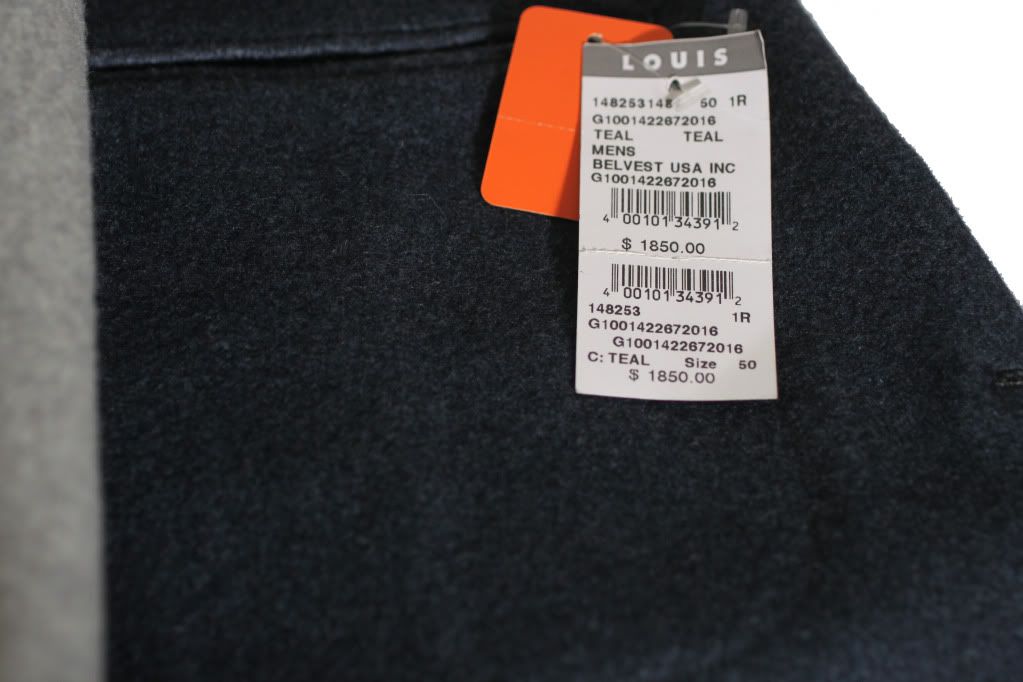 LOUIS
148253148 50 1R
G1001422672016
TEAL TEAL
MENS
BELVEST USA INC
G1001422672016
4 00101 34391 2
$ 1850.00
4 00101 34391 2
148253 1R
G1001422672016
G1001422672016
C: TEAL Size 50
$ 1850.00